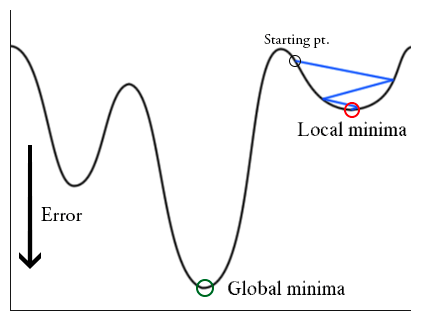 Starting pt.
Local minima
Error
Global minima